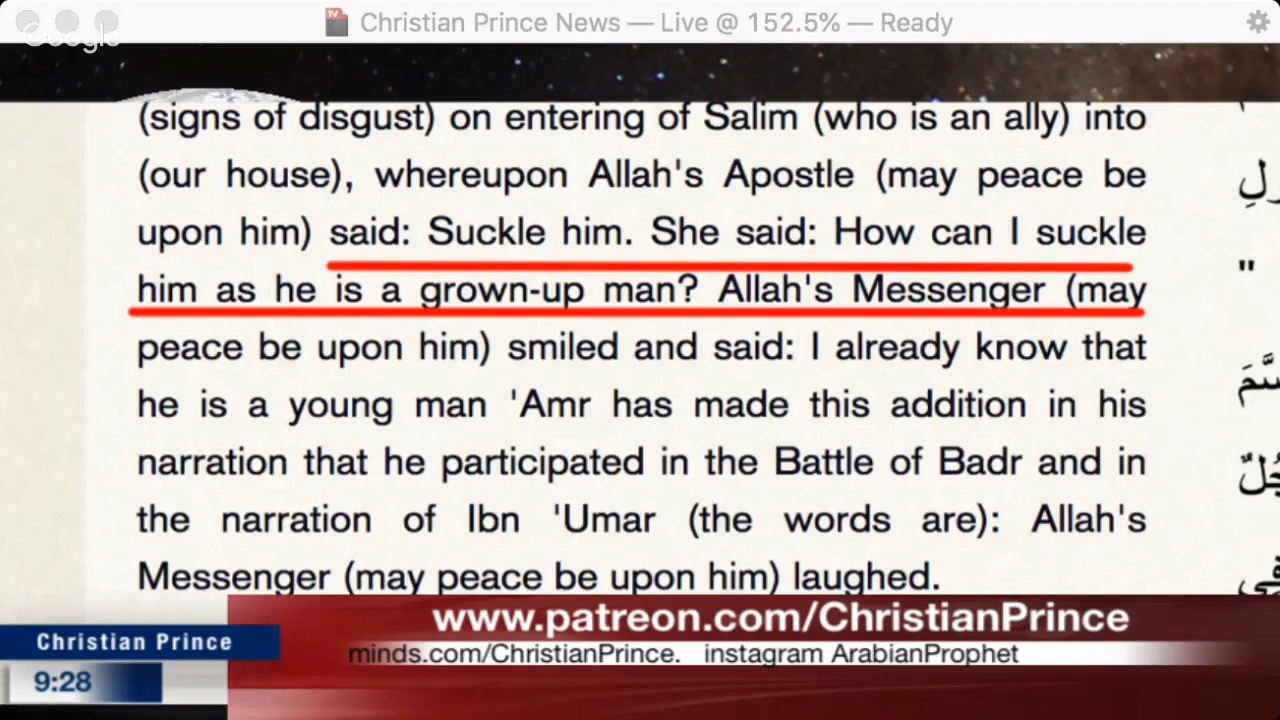 TV
Christian Prince News — Live @ 152.5% — Ready
Google
(signs of disgust) on entering of Salim (who is an ally) into
(our house), whereupon Allah's Apostle (may peace be
upon him) said: Suckle him. She said: How can I suckle
him as he is a grown-up man? Allah's Messenger (may
peace be upon him) smiled and said: I already know that
he is a young man 'Amr has made this addition in his
narration that he participated in the Battle of Badr and in
the narration of Ibn 'Umar (the words are): Allah's
Messenger (may peace be upon him) laughed.
"
www.patreon.com/ChristianPrince
Christian Prince
minds.com/ChristianPrince. instagram ArabianProphet
9:28